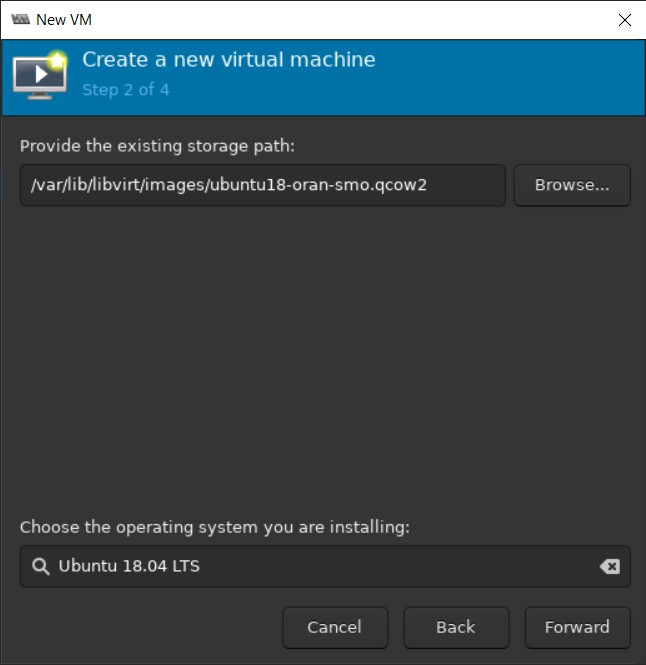 New VM
Create a new virtual machine
Step 2 of 4
Provide the existing storage path:
/var/lib/libvirt/images/ubuntu18-oran-smo.qcow2 Browse...
Choose the operating system you are installing:
Ubuntu 18.04 LTS
Cancel Back Forward